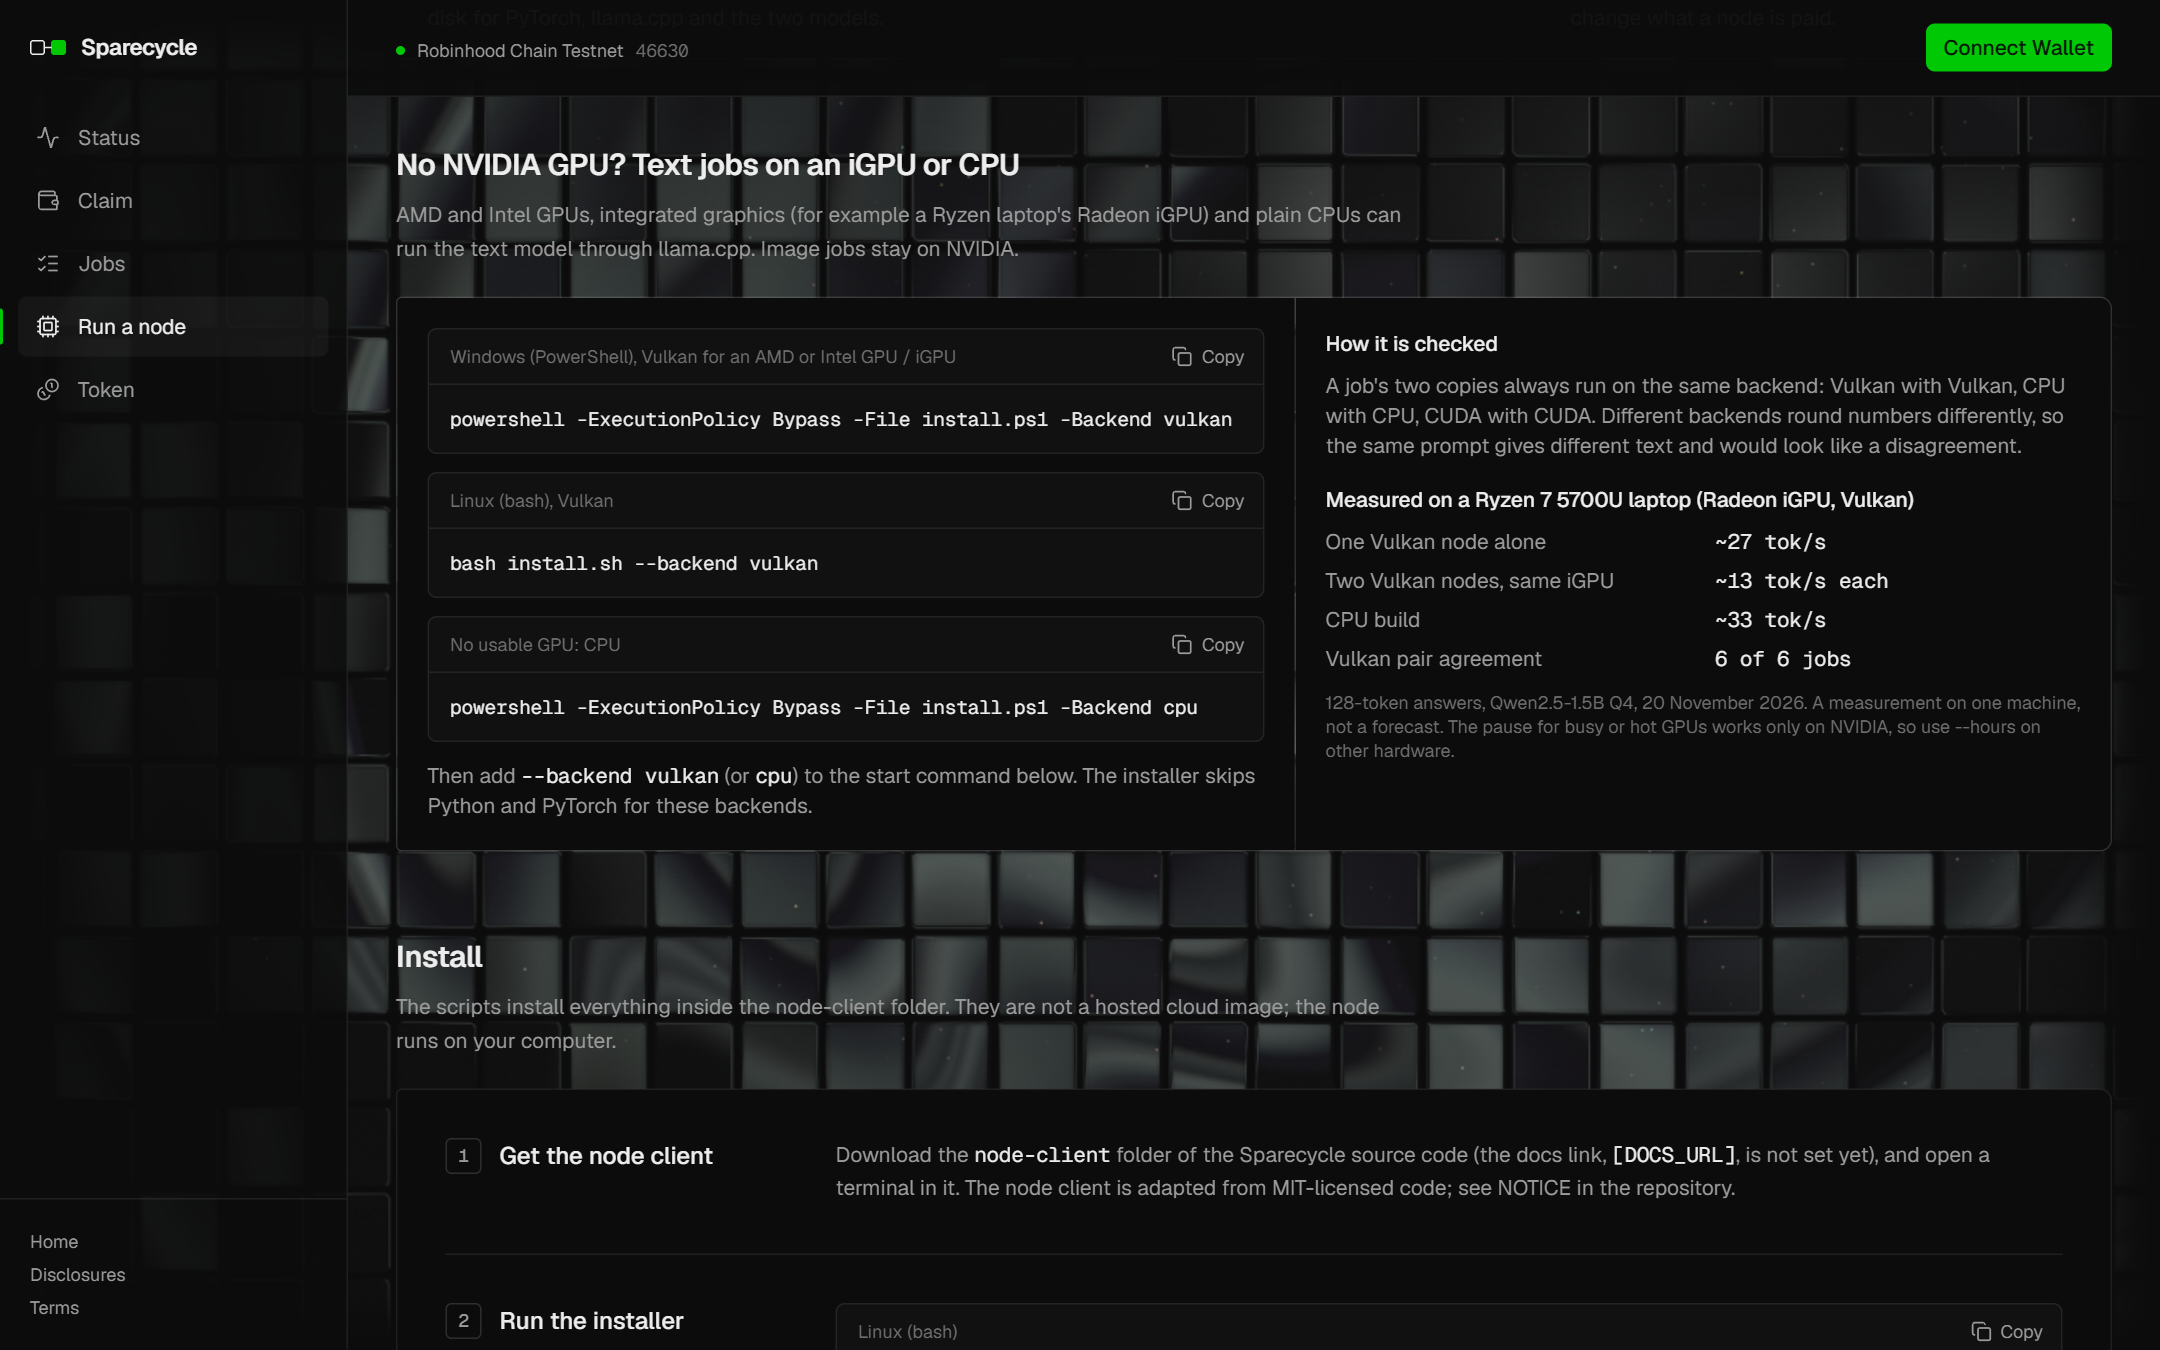 Sparecycle
Status
Claim
Jobs
Run a node
Token
Home
Disclosures
Terms
disk for PyTorch, llama.cpp and the two models.
change what a node is paid.
Robinhood Chain Testnet 46630
Connect Wallet
No NVIDIA GPU? Text jobs on an iGPU or CPU
AMD and Intel GPUs, integrated graphics (for example a Ryzen laptop's Radeon iGPU) and plain CPUs can
run the text model through llama.cpp. Image jobs stay on NVIDIA.
Windows (PowerShell), Vulkan for an AMD or Intel GPU / iGPU
Copy
powershell -ExecutionPolicy Bypass -File install.ps1 -Backend vulkan
Linux (bash), Vulkan
Copy
bash install.sh --backend vulkan
No usable GPU: CPU
Copy
powershell -ExecutionPolicy Bypass -File install.ps1 -Backend cpu
Then add --backend vulkan (or cpu) to the start command below. The installer skips
Python and PyTorch for these backends.
How it is checked
A job's two copies always run on the same backend: Vulkan with Vulkan, CPU
with CPU, CUDA with CUDA. Different backends round numbers differently, so
the same prompt gives different text and would look like a disagreement.
Measured on a Ryzen 7 5700U laptop (Radeon iGPU, Vulkan)
One Vulkan node alone ~27 tok/s
Two Vulkan nodes, same iGPU ~13 tok/s each
CPU build ~33 tok/s
Vulkan pair agreement 6 of 6 jobs
128-token answers, Qwen2.5-1.5B Q4, 20 November 2026. A measurement on one machine,
not a forecast. The pause for busy or hot GPUs works only on NVIDIA, so use --hours on
other hardware.
Install
The scripts install everything inside the node-client folder. They are not a hosted cloud image; the node
runs on your computer.
1 Get the node client
Download the node-client folder of the Sparecycle source code (the docs link, [DOCS_URL], is not set yet), and open a
terminal in it. The node client is adapted from MIT-licensed code; see NOTICE in the repository.
2 Run the installer
Linux (bash)
Copy